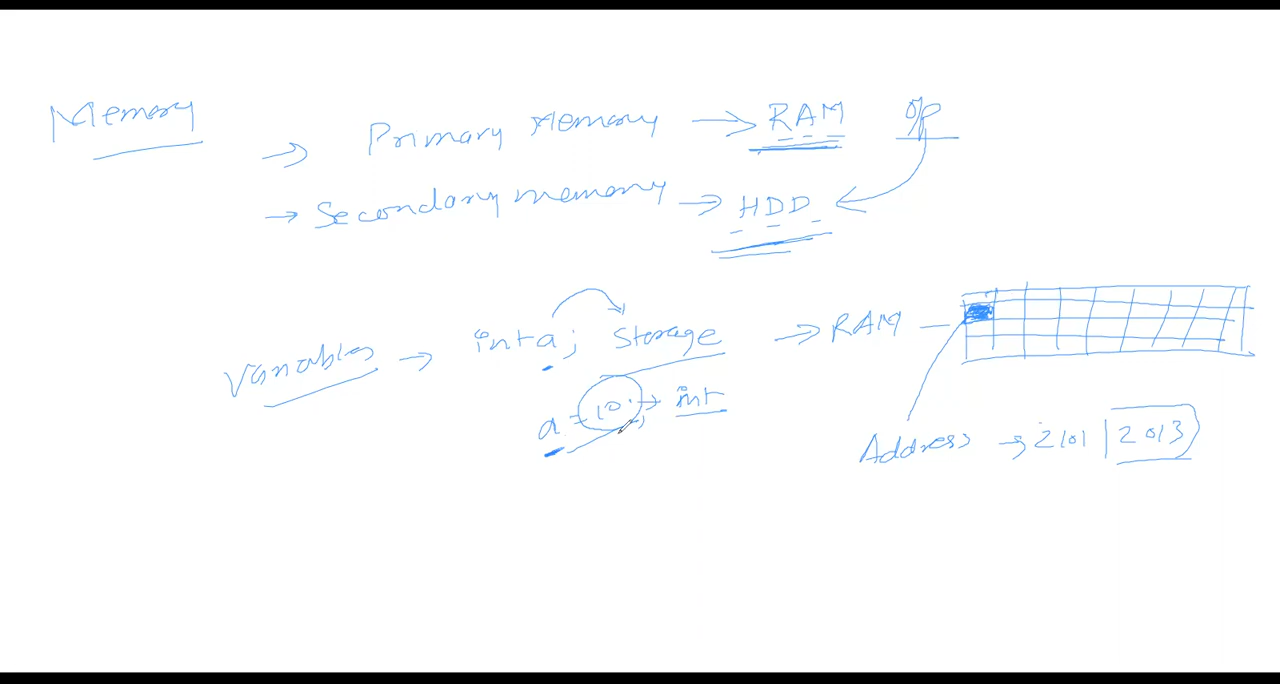 Memory
→ Primary Memory → RAM O/P
→ Secondary memory → HDD
Variables → int a; Storage → RAM
a = 10; → int
Address → 2101 | 2013